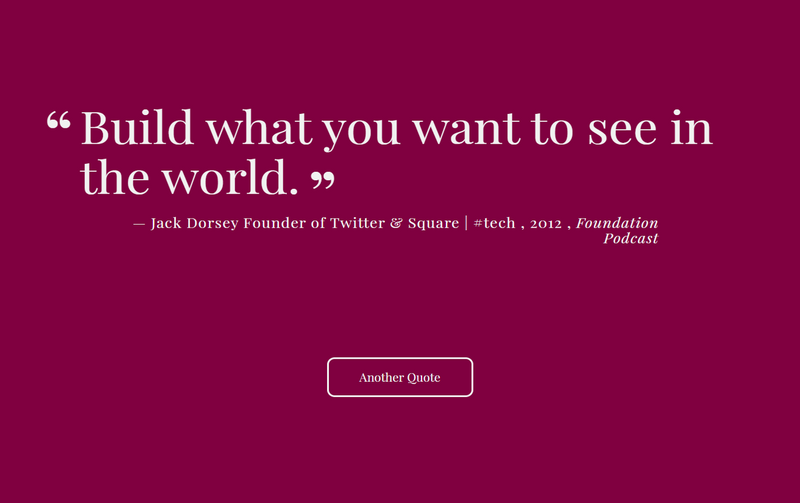 “ Build what you want to see in
the world. ”
— Jack Dorsey Founder of Twitter & Square | #tech , 2012 , Foundation
Podcast
Another Quote